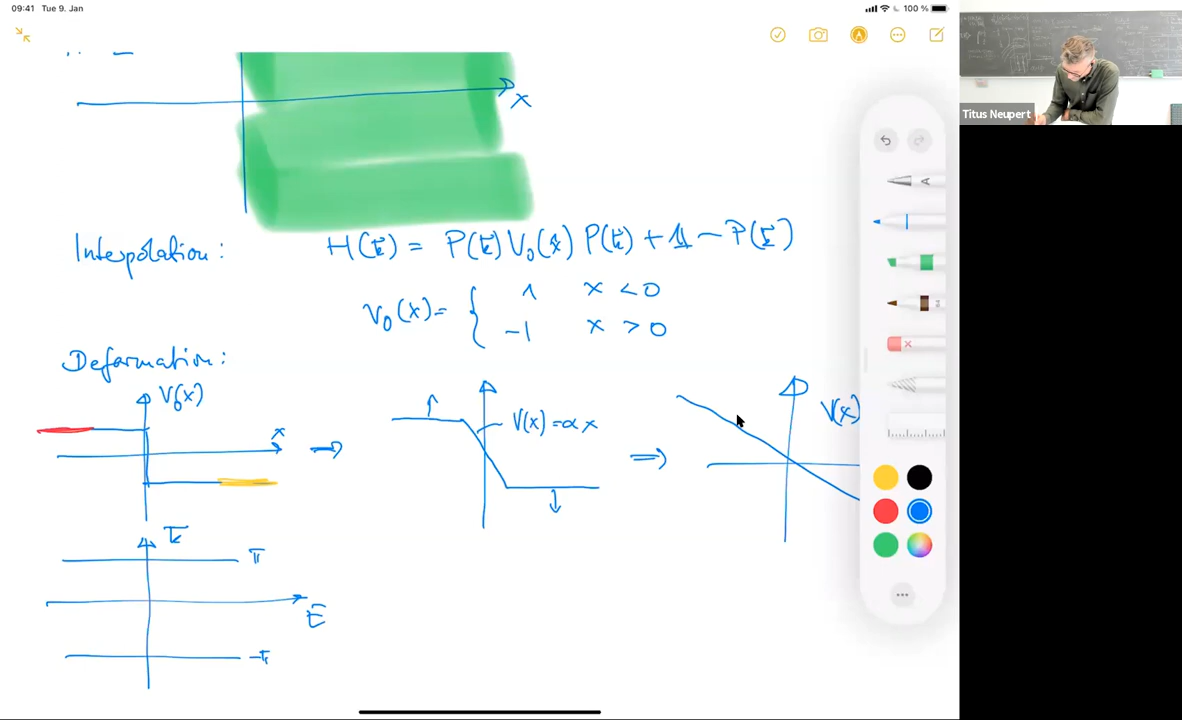 09:41 Tue 9. Jan
100 %
Titus Neupert
x
Interpolation: H(k⃗) = P(k⃗) V₀(x̂) P(k⃗) + 𝟙 − P(k⃗)
V₀(x) = { 1 x < 0
-1 x > 0
Deformation:
V₀(x)
x
⇒
V(x) = αx
⇒
V(x)
k
π
E
-π